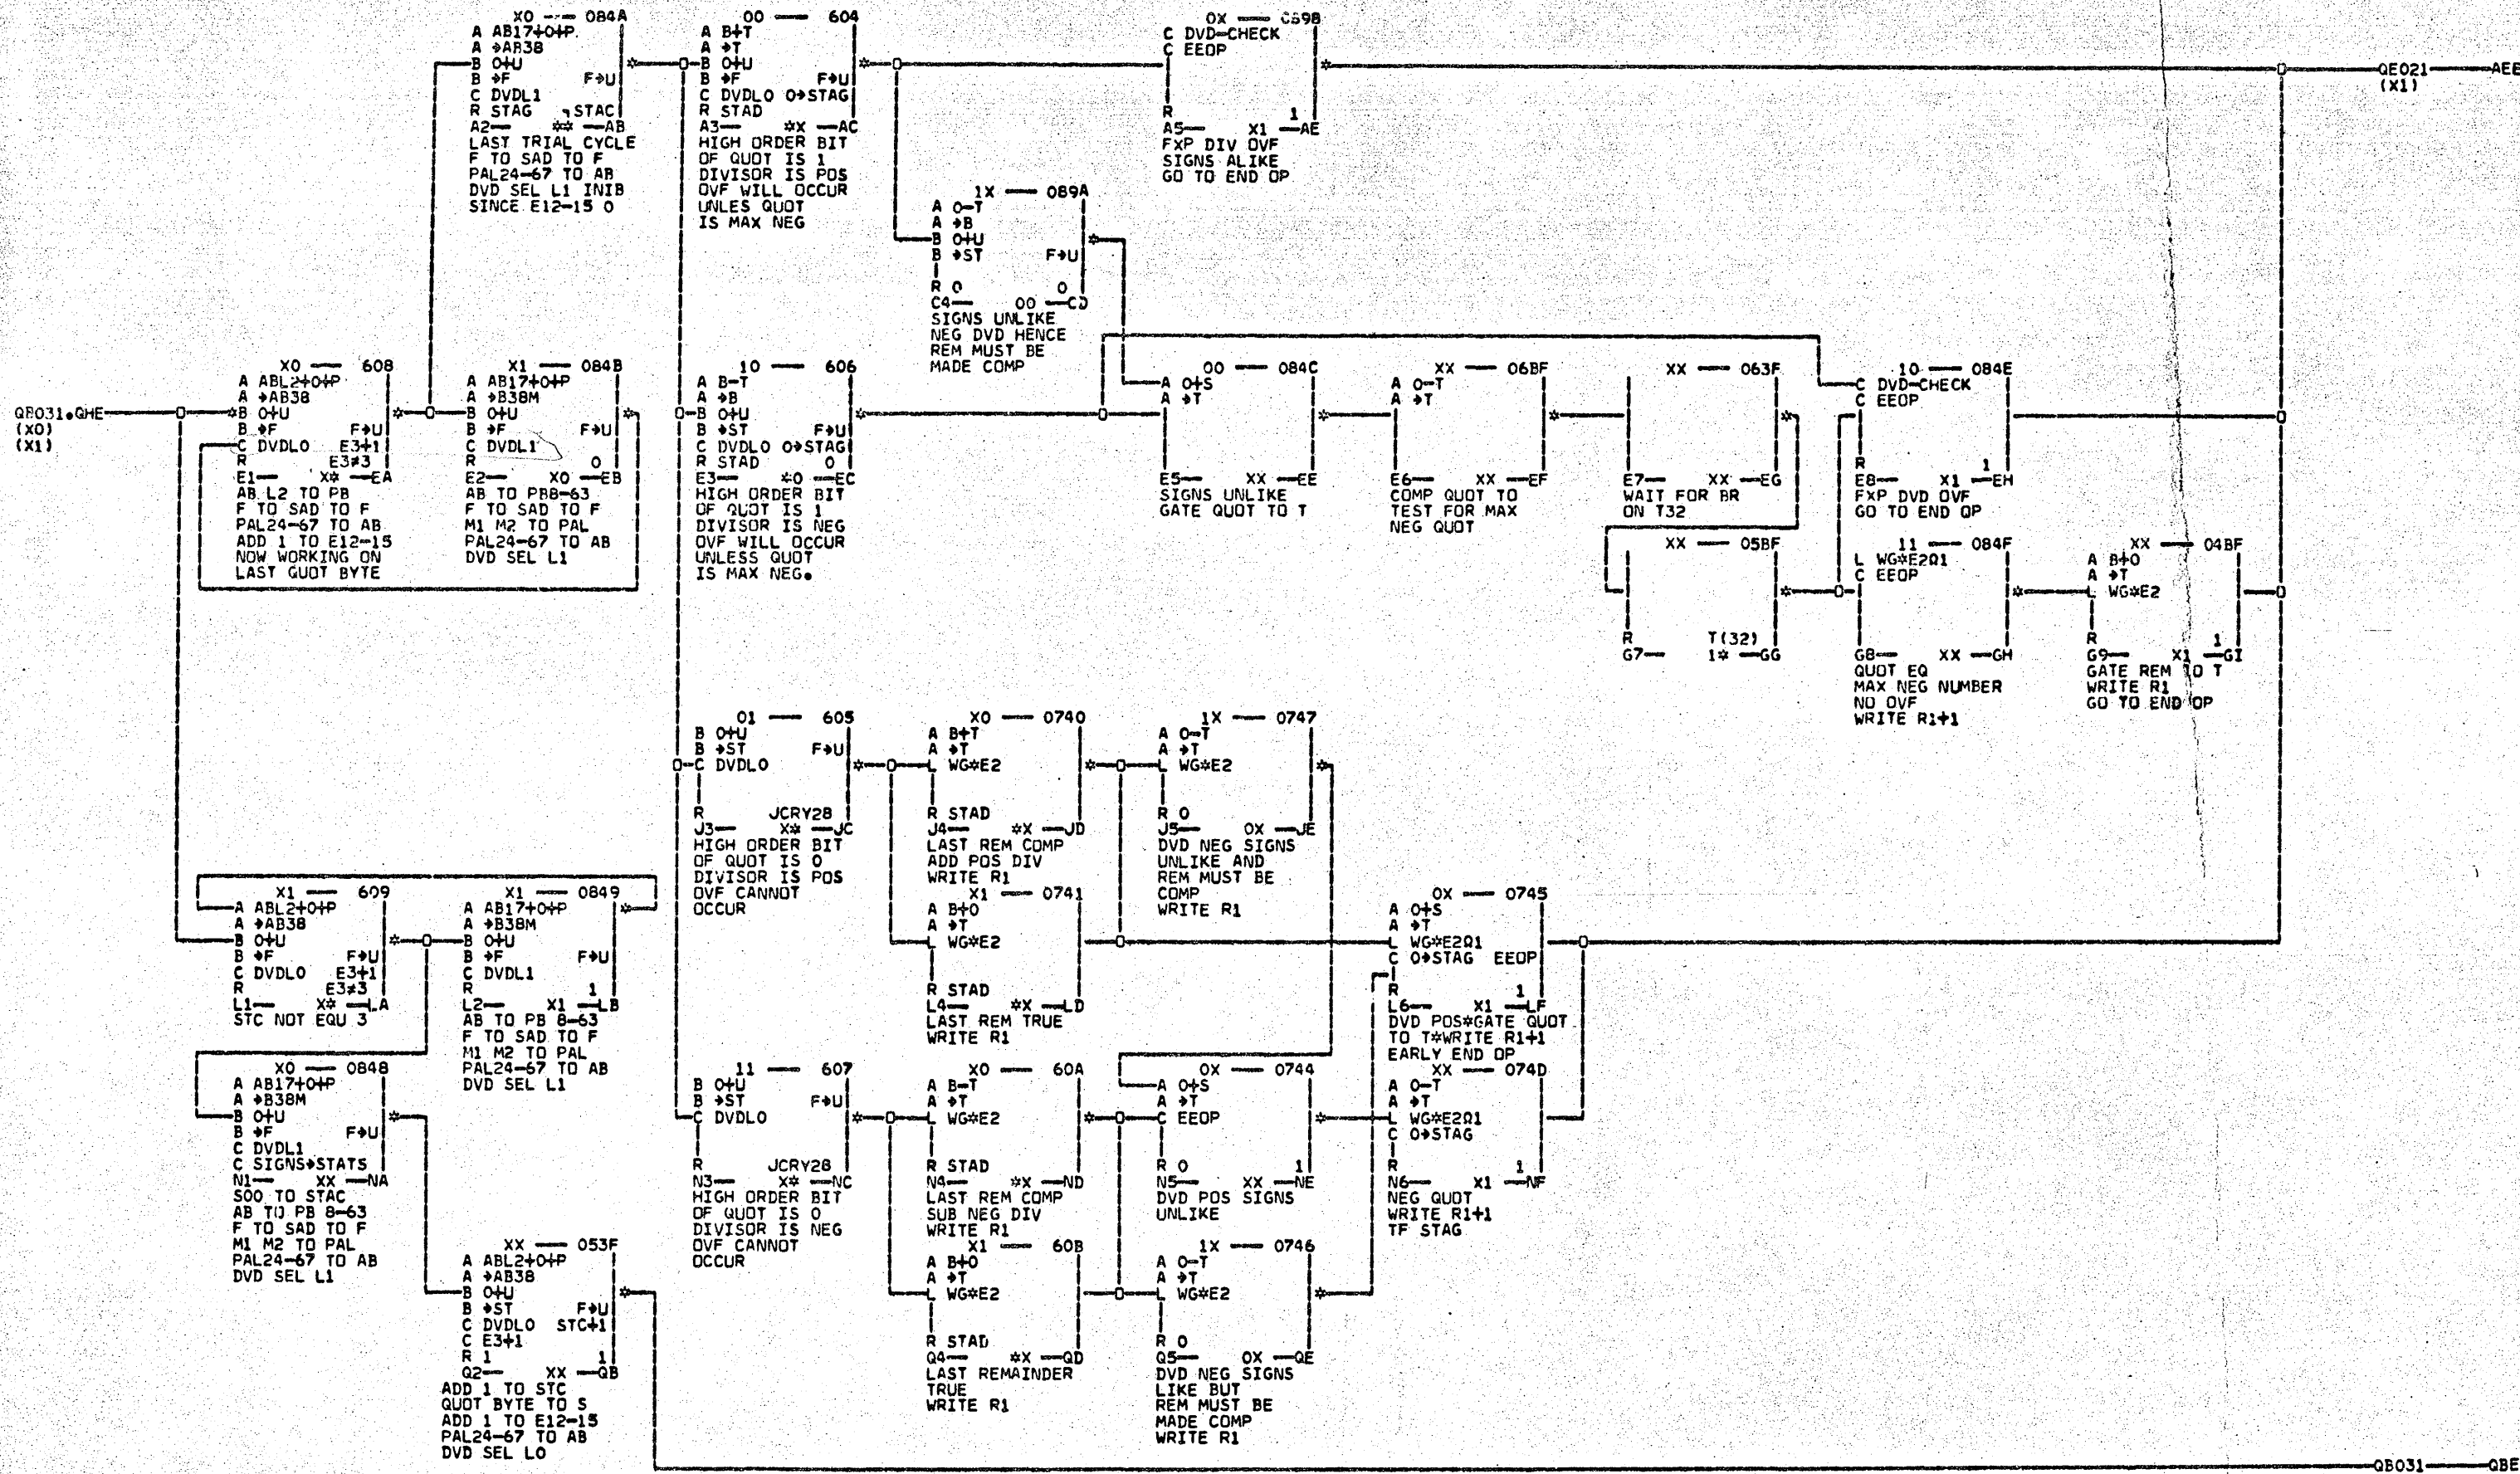 X0 --- 084A
A AB17+0+P
A →AB38
B 0+U
B →F F→U
C DVDL1
R STAG ¬STAC
A2— ** —AB
LAST TRIAL CYCLE
F TO SAD TO F
PAL24-67 TO AB
DVD SEL L1 INIB
SINCE E12-15 0
00 — 604
A B+T
A →T
B 0+U
B →F F→U
C DVDLO 0→STAG
R STAD
A3— *X —AC
HIGH ORDER BIT
OF QUOT IS 1
DIVISOR IS POS
OVF WILL OCCUR
UNLES QUOT
IS MAX NEG
0X —
C DVD-CHECK
C EEOP
R 1
A5— X1 —AE
FXP DIV OVF
SIGNS ALIKE
GO TO END OP
QE021 AEE
(X1)
1X — 089A
A 0-T
A →B
B 0+U
B →ST F→U
R 0 0
C4— 00 —CD
SIGNS UNLIKE
NEG DVD HENCE
REM MUST BE
MADE COMP
QB031.QHE
(X0)
(X1)
X0 — 608
A ABL2+0+P
A →AB38
B 0+U
B →F F→U
C DVDLO E3+1
R E3≠3
E1— X* —EA
AB L2 TO PB
F TO SAD TO F
PAL24-67 TO AB
ADD 1 TO E12-15
NOW WORKING ON
LAST QUOT BYTE
X1 — 084B
A AB17+0+P
A →B38M
B 0+U
B →F F→U
C DVDL1
R 0
E2— X0 —EB
AB TO PB8-63
F TO SAD TO F
M1 M2 TO PAL
PAL24-67 TO AB
DVD SEL L1
10 — 606
A B-T
A →B
B 0+U
B →ST F→U
C DVDLO 0→STAG
R STAD 0
E3— *0 —EC
HIGH ORDER BIT
OF QUOT IS 1
DIVISOR IS NEG
OVF WILL OCCUR
UNLESS QUOT
IS MAX NEG.
00 — 084C
A 0+S
A →T
E5— XX —EE
SIGNS UNLIKE
GATE QUOT TO T
XX — 06BF
A 0-T
A →T
E6— XX —EF
COMP QUOT TO
TEST FOR MAX
NEG QUOT
XX — 063F
E7— XX —EG
WAIT FOR BR
ON T32
10 — 084E
C DVD-CHECK
C EEOP
R 1
E8— X1 —EH
FXP DVD OVF
GO TO END OP
XX — 05BF
R T(32)
G7— 1* —GG
11 — 084F
L WG*E2Ω1
C EEOP
G8— XX —GH
QUOT EQ
MAX NEG NUMBER
NO OVF
WRITE R1+1
XX — 04BF
A B+0
A →T
L WG*E2
R 1
G9— X1 —GI
GATE REM TO T
WRITE R1
GO TO END OP
01 — 605
B 0+U
B →ST F→U
C DVDLO
R JCRY28
J3— X* —JC
HIGH ORDER BIT
OF QUOT IS 0
DIVISOR IS POS
OVF CANNOT
OCCUR
X0 — 0740
A B+T
A →T
L WG*E2
R STAD
J4— *X —JD
LAST REM COMP
ADD POS DIV
WRITE R1
1X — 0747
A 0-T
A →T
L WG*E2
R 0
J5— 0X —JE
DVD NEG SIGNS
UNLIKE AND
REM MUST BE
COMP
WRITE R1
X1 — 609
A ABL2+0+P
A →AB38
B 0+U
B →F F→U
C DVDLO E3+1
R E3≠3
L1— X* —LA
STC NOT EQU 3
X1 — 0849
A AB17+0+P
A →B38M
B 0+U
B →F F→U
C DVDL1
R 1
L2— X1 —LB
AB TO PB 8-63
F TO SAD TO F
M1 M2 TO PAL
PAL24-67 TO AB
DVD SEL L1
X1 — 0741
A B+0
A →T
L WG*E2
R STAD
L4— *X —LD
LAST REM TRUE
WRITE R1
0X — 0745
A 0+S
A →T
L WG*E2Ω1
C 0→STAG EEOP
R 1
L6— X1 —LF
DVD POS*GATE QUOT
TO T*WRITE R1+1
EARLY END OP
X0 — 0848
A AB17+0+P
A →B38M
B 0+U
B →F F→U
C DVDL1
C SIGNS→STATS
N1— XX —NA
S00 TO STAC
AB TO PB 8-63
F TO SAD TO F
M1 M2 TO PAL
PAL24-67 TO AB
DVD SEL L1
11 — 607
B 0+U
B →ST F→U
C DVDLO
R JCRY28
N3— X* —NC
HIGH ORDER BIT
OF QUOT IS 0
DIVISOR IS NEG
OVF CANNOT
OCCUR
X0 — 60A
A B-T
A →T
L WG*E2
R STAD
N4— *X —ND
LAST REM COMP
SUB NEG DIV
WRITE R1
0X — 0744
A 0+S
A →T
C EEOP
R 0 1
N5— XX —NE
DVD POS SIGNS
UNLIKE
XX — 074D
A 0-T
A →T
L WG*E2Ω1
C 0→STAG
R 1
N6— X1 —NF
NEG QUOT
WRITE R1+1
TF STAG
XX — 053F
A ABL2+0+P
A →AB38
B 0+U
B →ST F→U
C DVDLO STC+1
C E3+1
R 1 1
Q2— XX —QB
ADD 1 TO STC
QUOT BYTE TO S
ADD 1 TO E12-15
PAL24-67 TO AB
DVD SEL LO
X1 — 60B
A B+0
A →T
L WG*E2
R STAD
Q4— *X —QD
LAST REMAINDER
TRUE
WRITE R1
1X — 0746
A 0-T
A →T
L WG*E2
R 0
Q5— 0X —QE
DVD NEG SIGNS
LIKE BUT
REM MUST BE
MADE COMP
WRITE R1
QB031 QBE